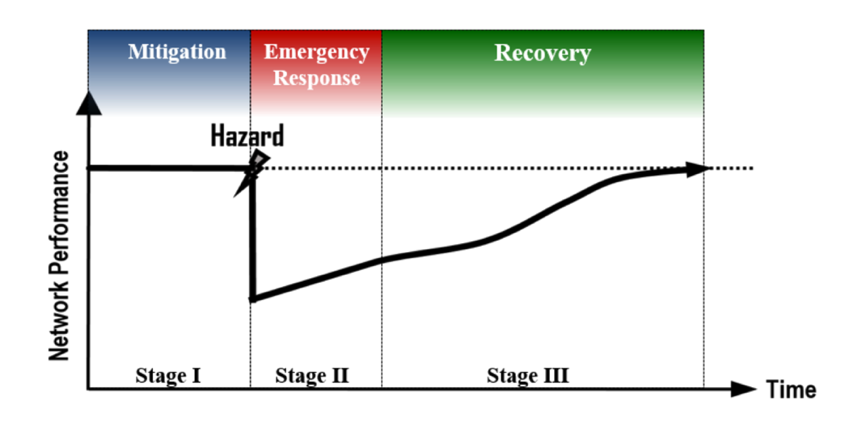 Mitigation
Emergency
Response
Recovery
Hazard
Network Performance
Stage I
Stage II
Stage III
Time